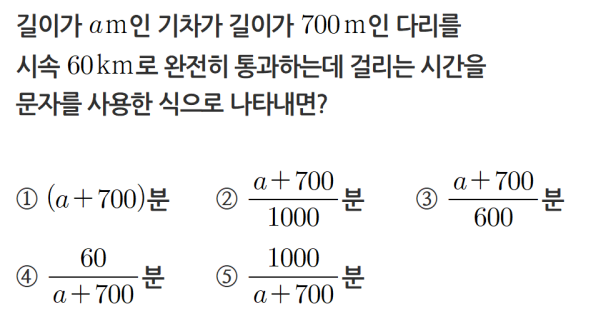 길이가 a m인 기차가 길이가 700 m인 다리를
시속 60 km로 완전히 통과하는데 걸리는 시간을
문자를 사용한 식으로 나타내면?
① (a+700)분 ② \frac{a+700}{1000}분 ③ \frac{a+700}{600}분
④ \frac{60}{a+700}분 ⑤ \frac{1000}{a+700}분